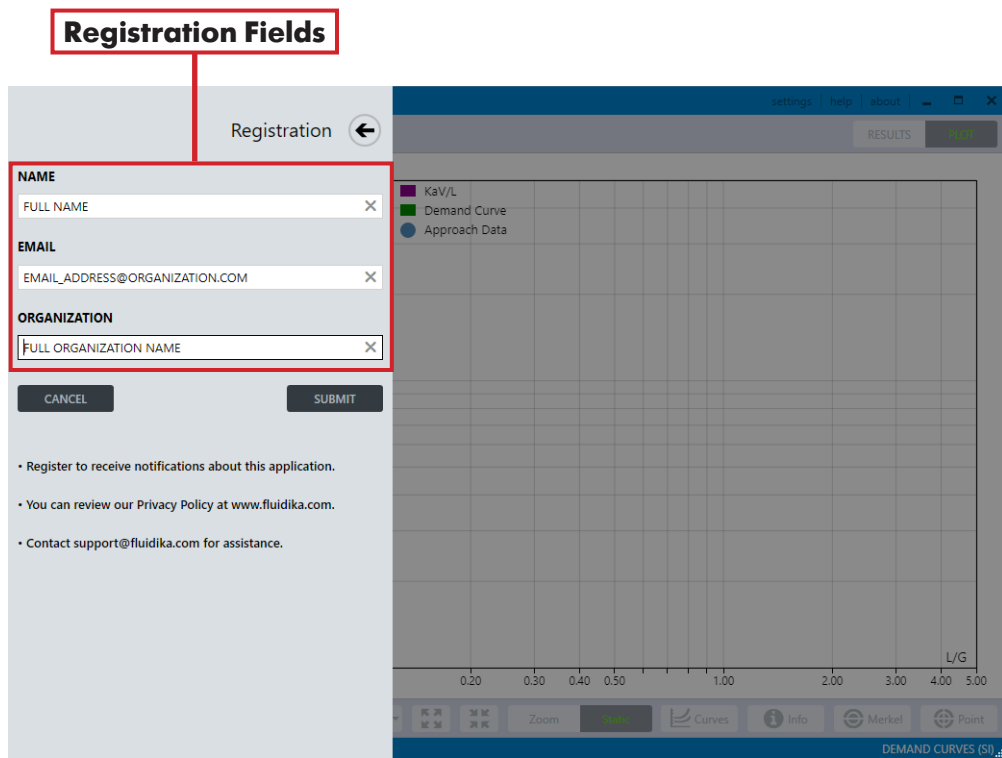 Registration Fields
settings help about
Registration
RESULTS PLOT
NAME
FULL NAME
EMAIL
EMAIL_ADDRESS@ORGANIZATION.COM
ORGANIZATION
FULL ORGANIZATION NAME
CANCEL SUBMIT
• Register to receive notifications about this application.
• You can review our Privacy Policy at www.fluidika.com.
• Contact support@fluidika.com for assistance.
KaV/L
Demand Curve
Approach Data
L/G
0.20 0.30 0.40 0.50 1.00 2.00 3.00 4.00 5.00
Zoom Static Curves Info Merkel Point
DEMAND CURVES (SI)